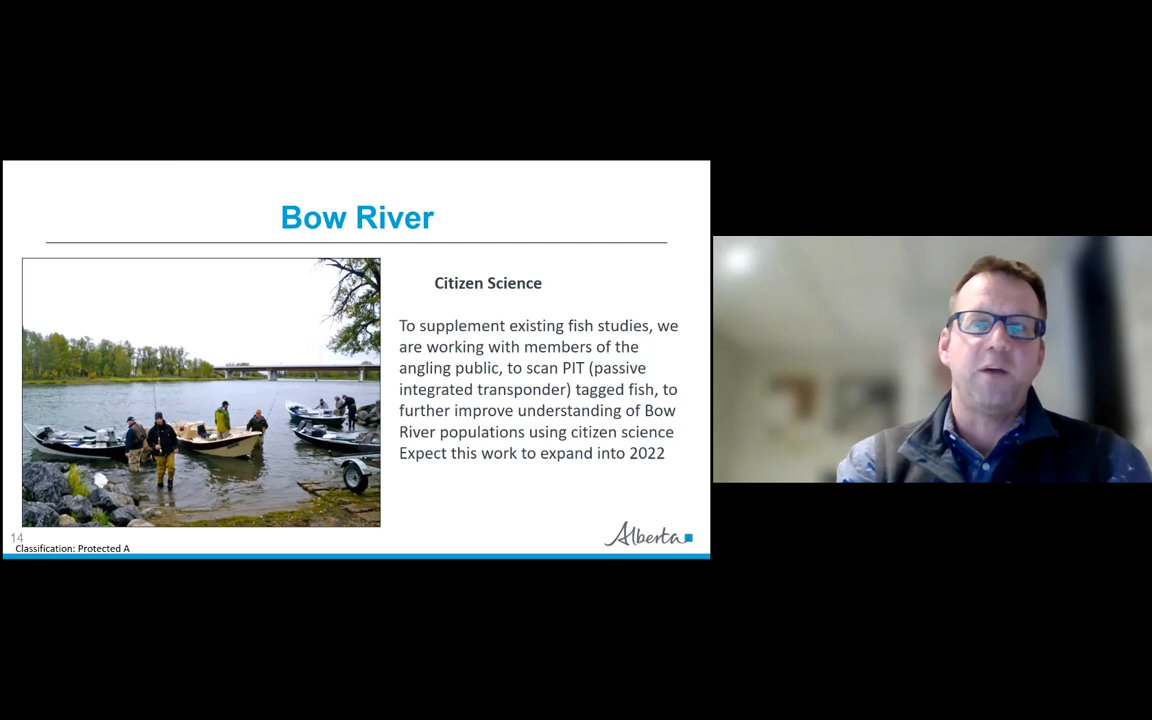 Bow River
Citizen Science
To supplement existing fish studies, we
are working with members of the
angling public, to scan PIT (passive
integrated transponder) tagged fish, to
further improve understanding of Bow
River populations using citizen science
Expect this work to expand into 2022
14
Classification: Protected A
Alberta